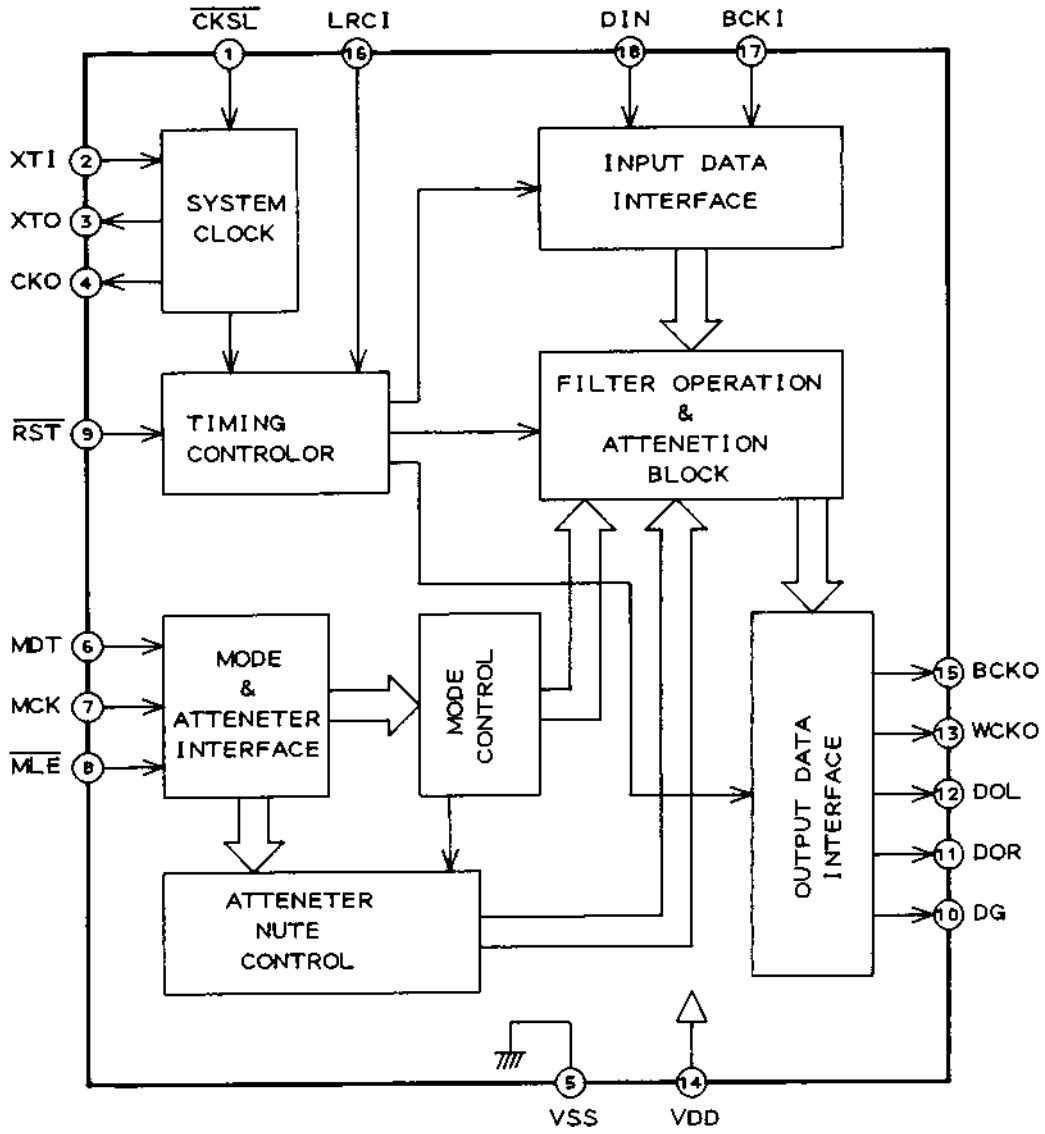 CKSL LRCI DIN BCKI
1 16 18 17
XTI 2
XTO 3
CKO 4
SYSTEM
CLOCK
INPUT DATA
INTERFACE
RST 9
TIMING
CONTROLOR
FILTER OPERATION
&
ATTENETION
BLOCK
MDT 6
MCK 7
MLE 8
MODE
&
ATTENETER
INTERFACE
MODE
CONTROL
OUTPUT DATA
INTERFACE
15 BCKO
13 WCKO
12 DOL
11 DOR
10 DG
ATTENETER
NUTE
CONTROL
5 14
VSS VDD